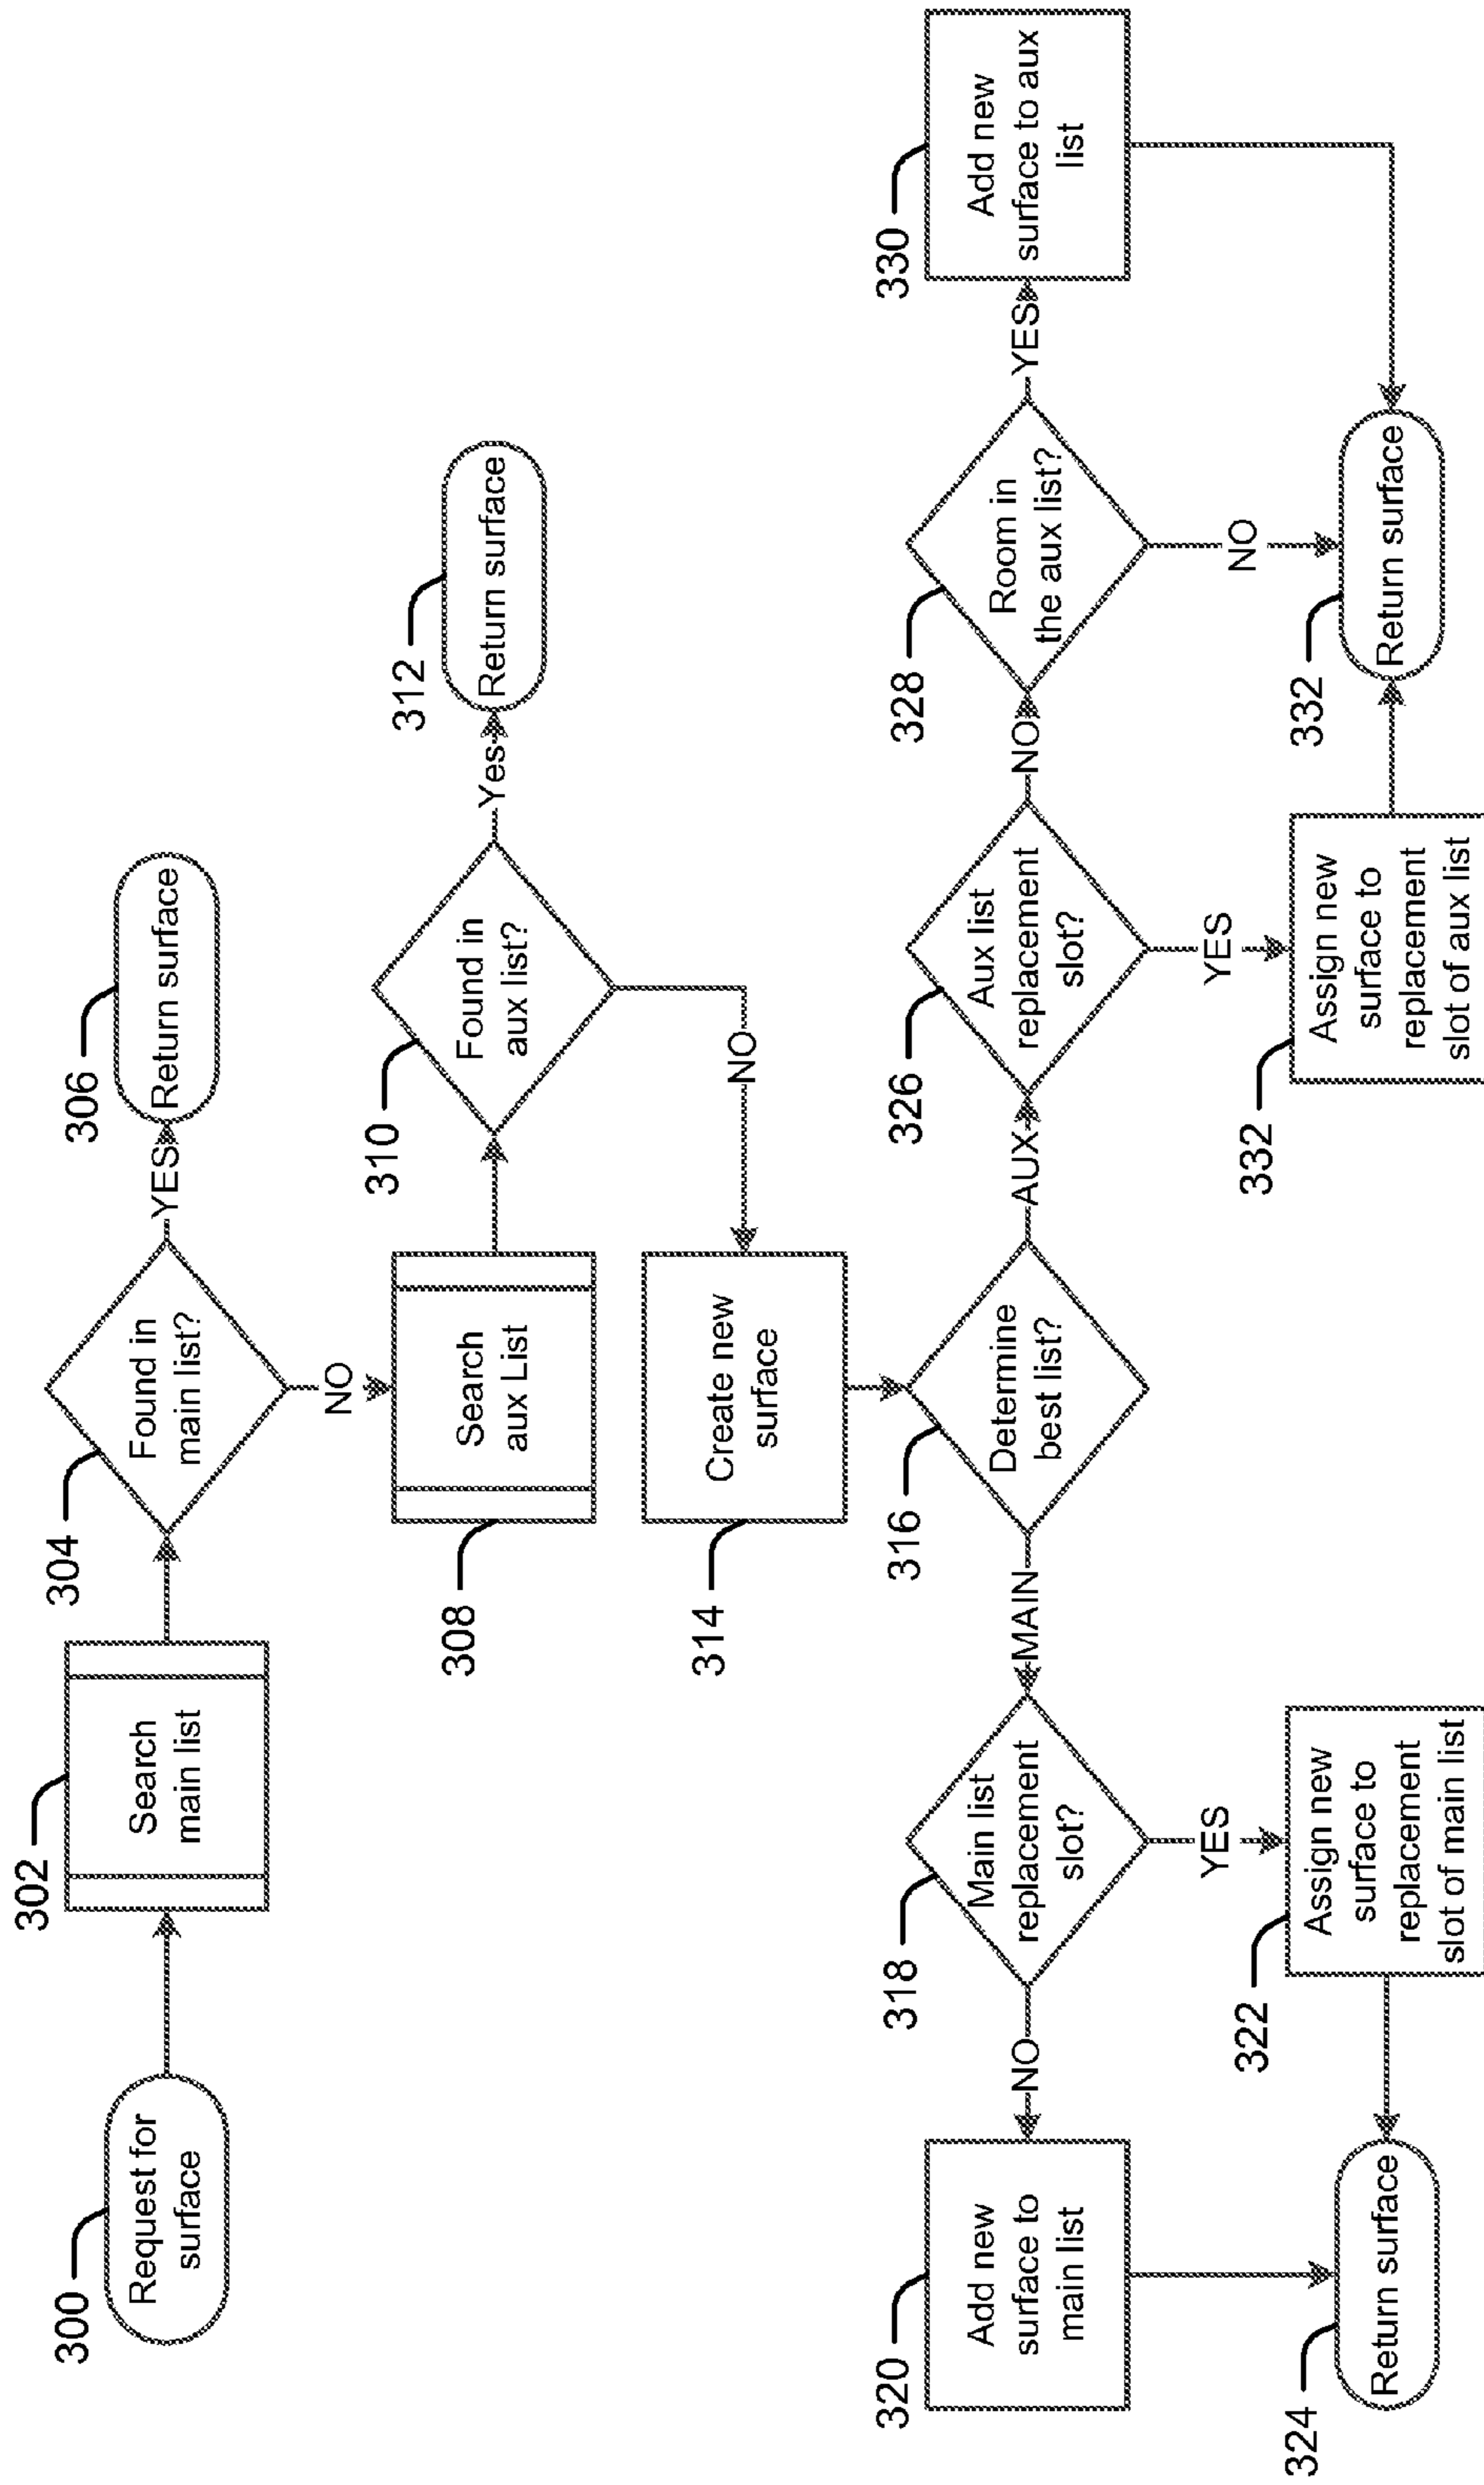 300
Request for
surface
302
Search
main list
304
Found in
main list?
YES
306
Return surface
NO
308
Search
aux List
310
Found in
aux list?
Yes
312
Return surface
NO
314
Create new
surface
316
Determine
best list?
MAIN
318
Main list
replacement
slot?
NO
320
Add new
surface to
main list
YES
322
Assign new
surface to
replacement
slot of main list
324
Return surface
AUX
326
Aux list
replacement
slot?
NO
328
Room in
the aux list?
YES
330
Add new
surface to aux
list
YES
332
Assign new
surface to
replacement
slot of aux list
NO
332
Return surface